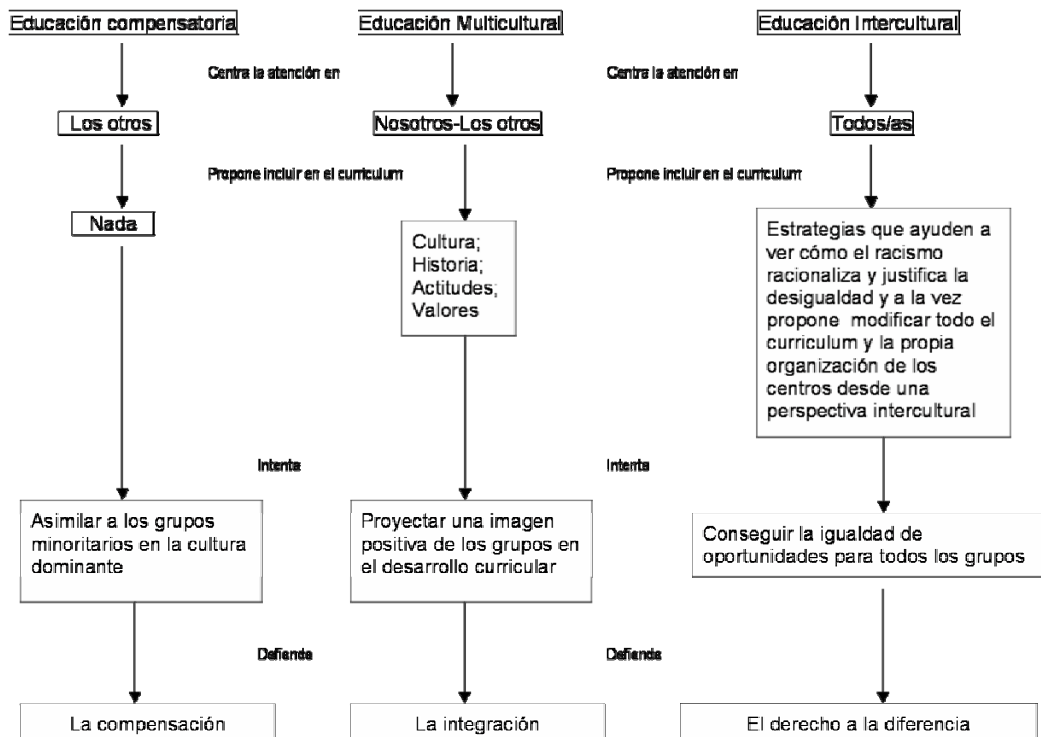 Educación compensatoria
Educación Multicultural
Educación Intercultural
Centra la atención en
Centra la atención en
Los otros
Nosotros-Los otros
Todos/as
Propone incluir en el curriculum
Propone incluir en el curriculum
Nada
Cultura;
Historia;
Actitudes;
Valores
Estrategias que ayuden a
ver cómo el racismo
racionaliza y justifica la
desigualdad y a la vez
propone modificar todo el
curriculum y la propia
organización de los
centros desde una
perspectiva intercultural
Intenta
Intenta
Asimilar a los grupos
minoritarios en la cultura
dominante
Proyectar una imagen
positiva de los grupos en
el desarrollo curricular
Conseguir la igualdad de
oportunidades para todos los grupos
Defiende
Defiende
La compensación
La integración
El derecho a la diferencia